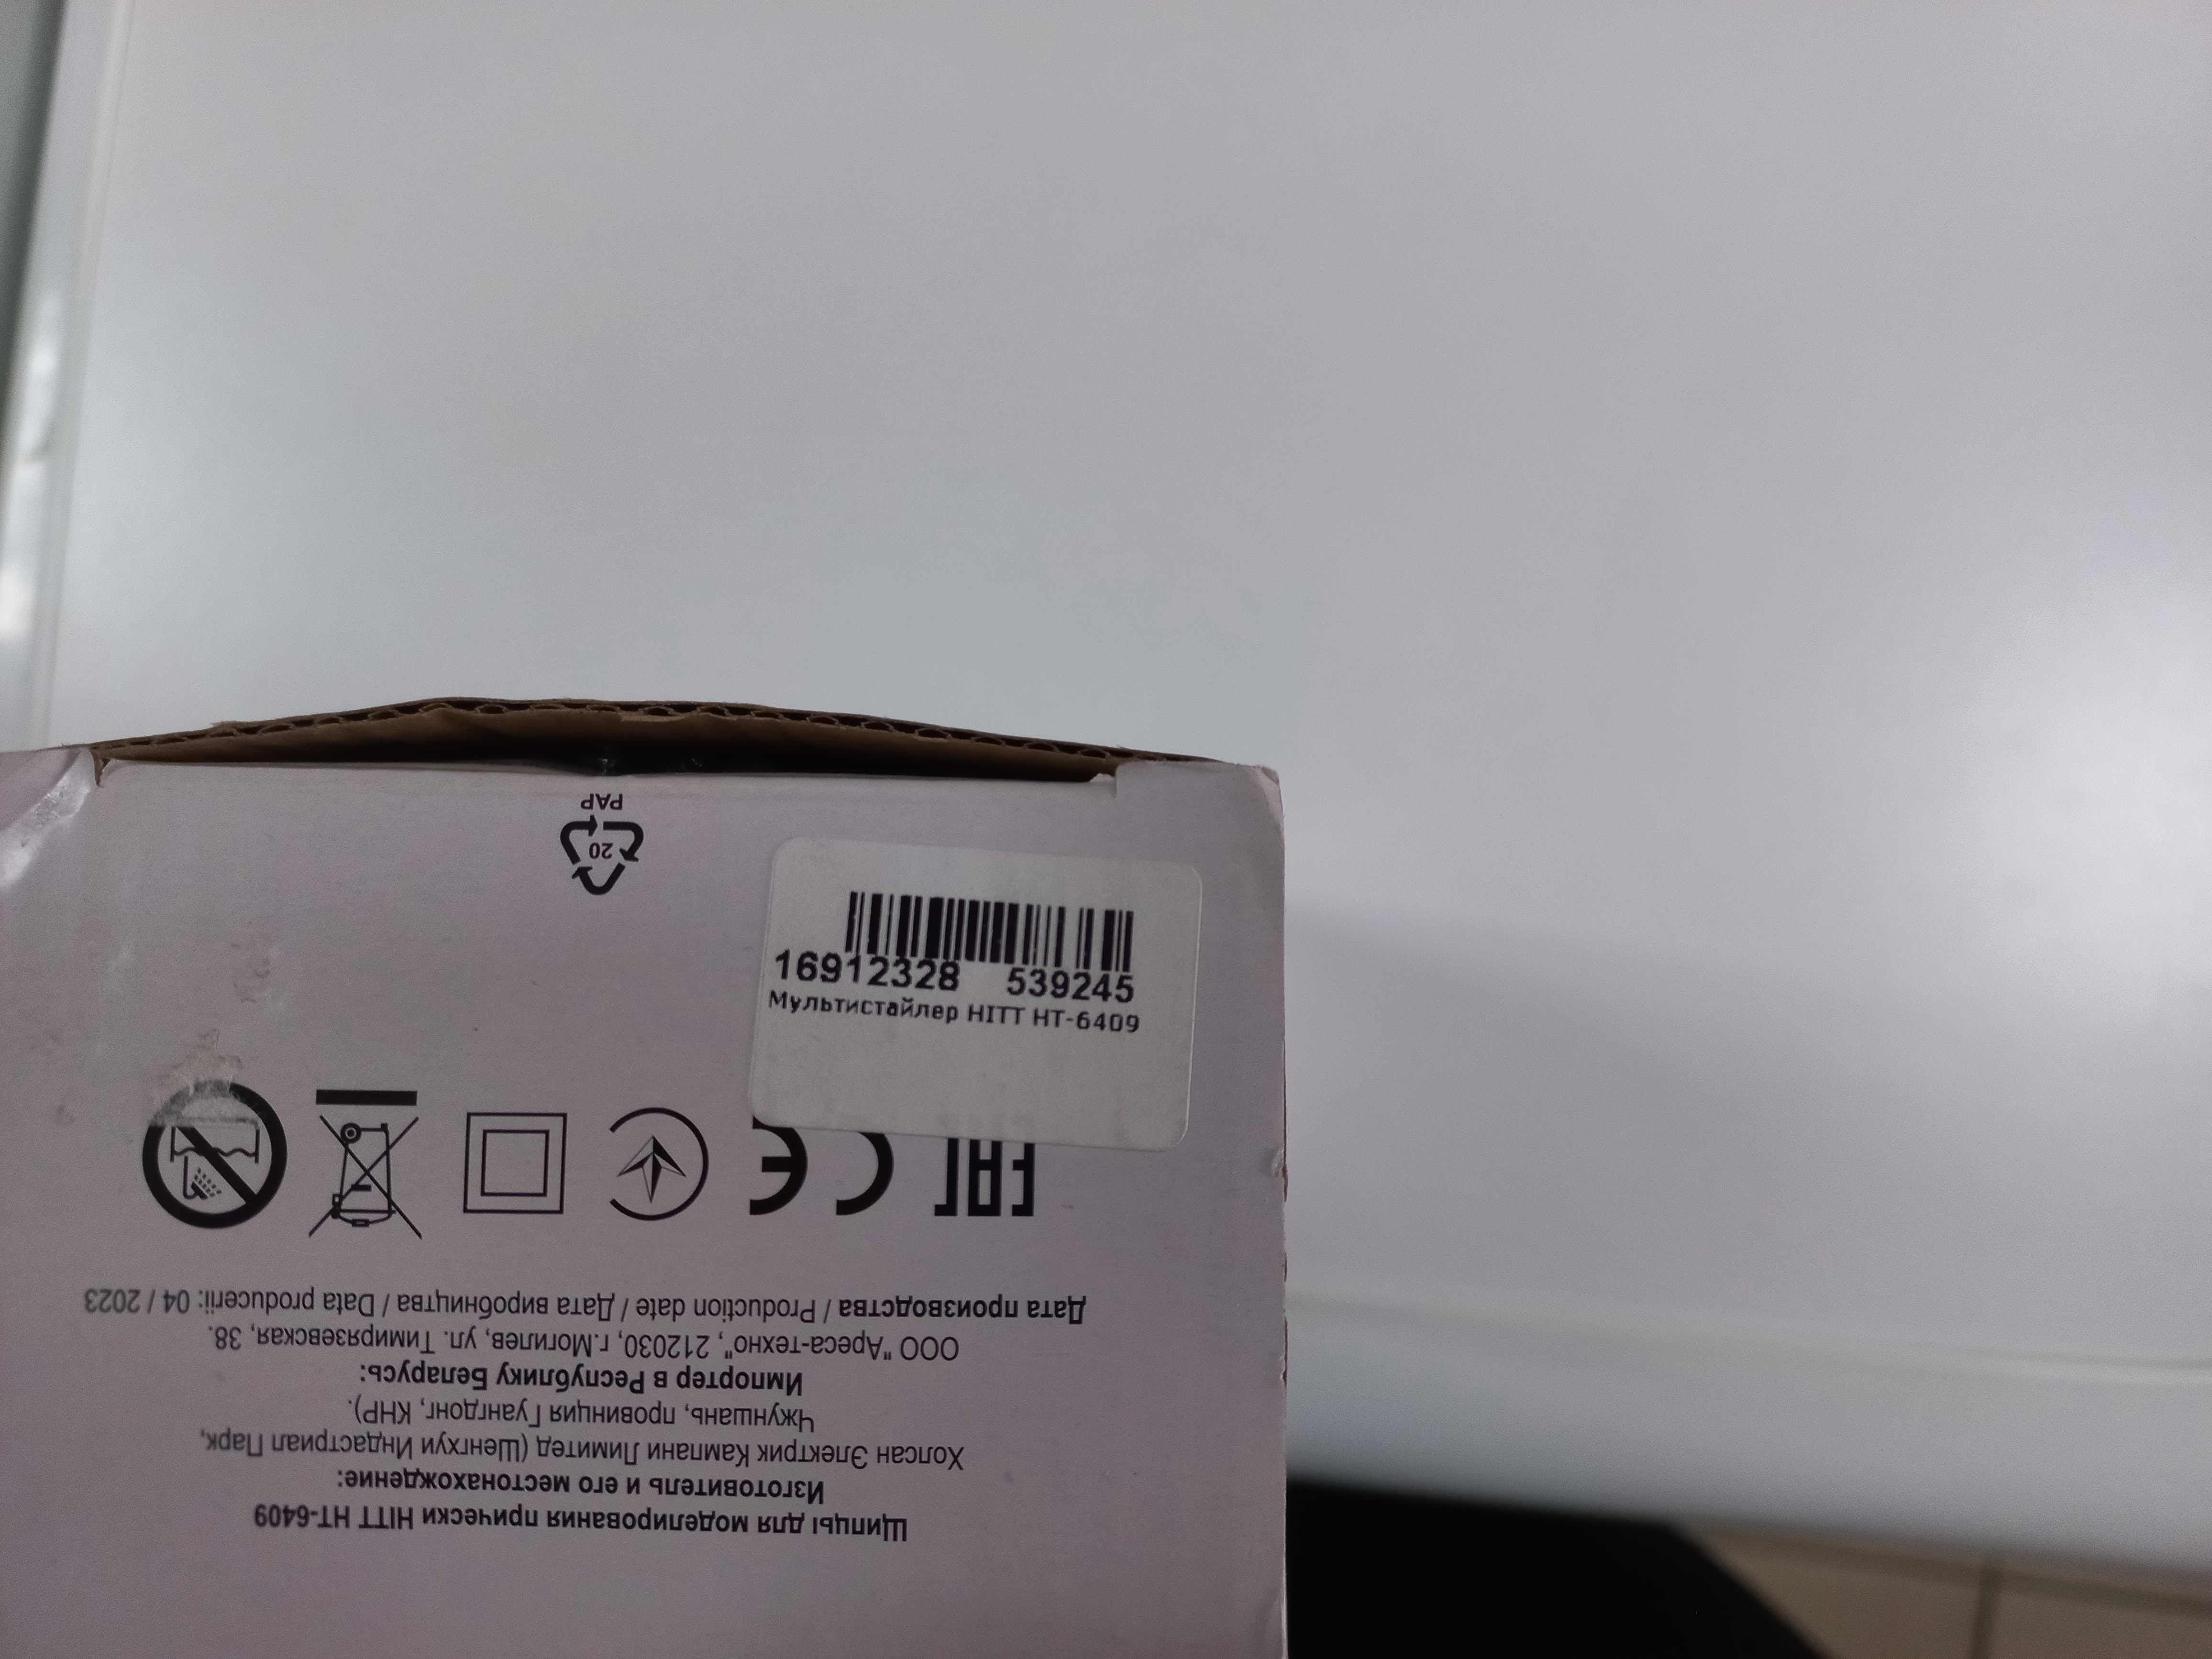 16912328 539245
Мультистайлер HITT HT-6409
Щипцы для моделирования прически HITT HT-6409
Изготовитель и его местонахождение:
Холсан Электрик Кампани Лимитед (Шенгхуи Индастриал Парк,
Чжуншань, провинция Гуангдонг, КНР).
Импортер в Республику Беларусь:
ООО "Ареса-техно", 212030, г.Могилев, ул. Тимирязевская, 38.
Дата производства / Production date / Дата виробництва / Data producerii: 04 / 2023
EAC CE
20
PAP